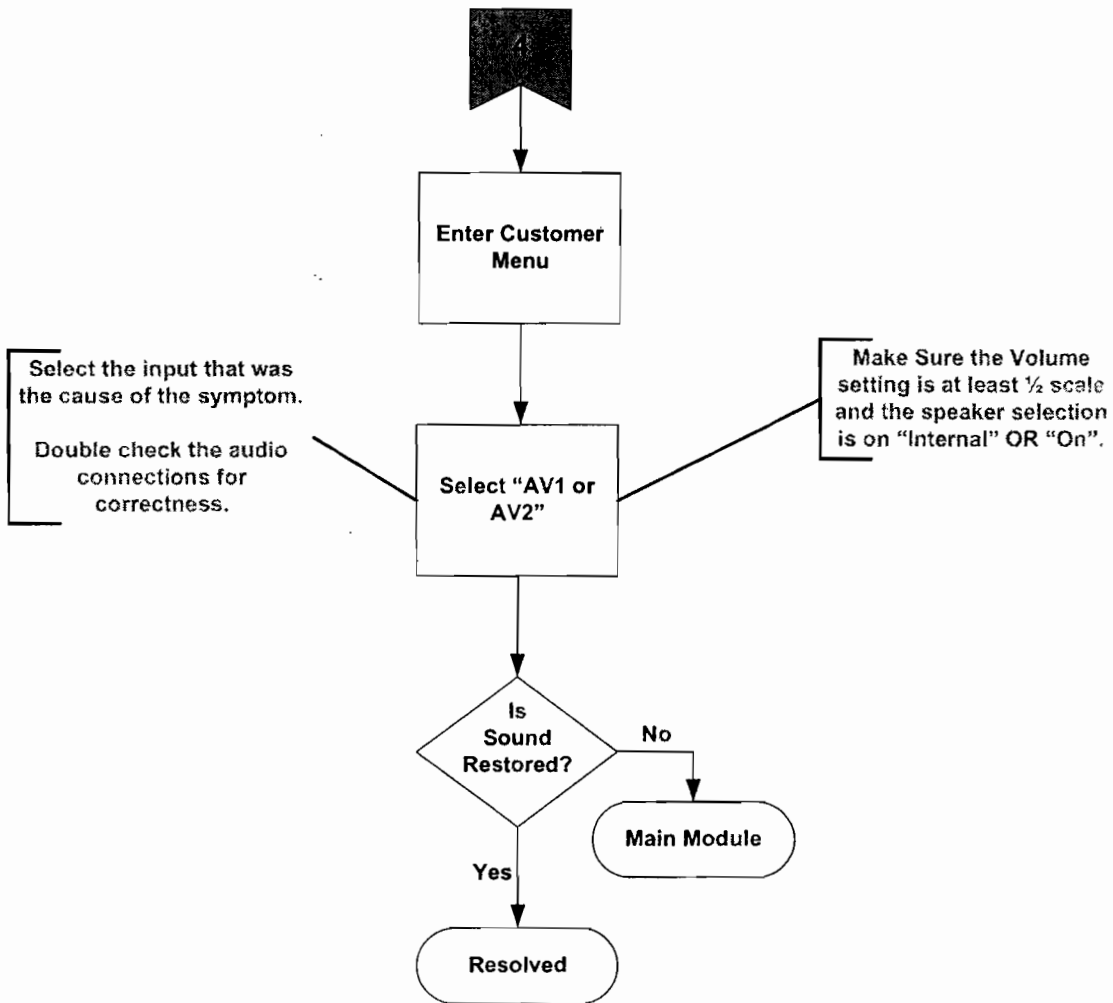 4
Enter Customer
Menu
Select the input that was
the cause of the symptom.
Double check the audio
connections for
correctness.
Make Sure the Volume
setting is at least ½ scale
and the speaker selection
is on “Internal” OR “On”.
Select “AV1 or
AV2”
Is
Sound
Restored?
No
Main Module
Yes
Resolved